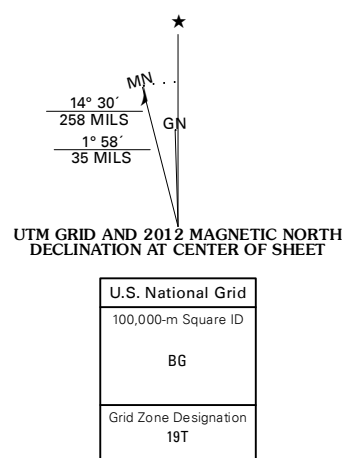 ★
MN
14° 30´
258 MILS
GN
1° 58´
35 MILS
UTM GRID AND 2012 MAGNETIC NORTH
DECLINATION AT CENTER OF SHEET
U.S. National Grid
100,000-m Square ID
BG
Grid Zone Designation
19T